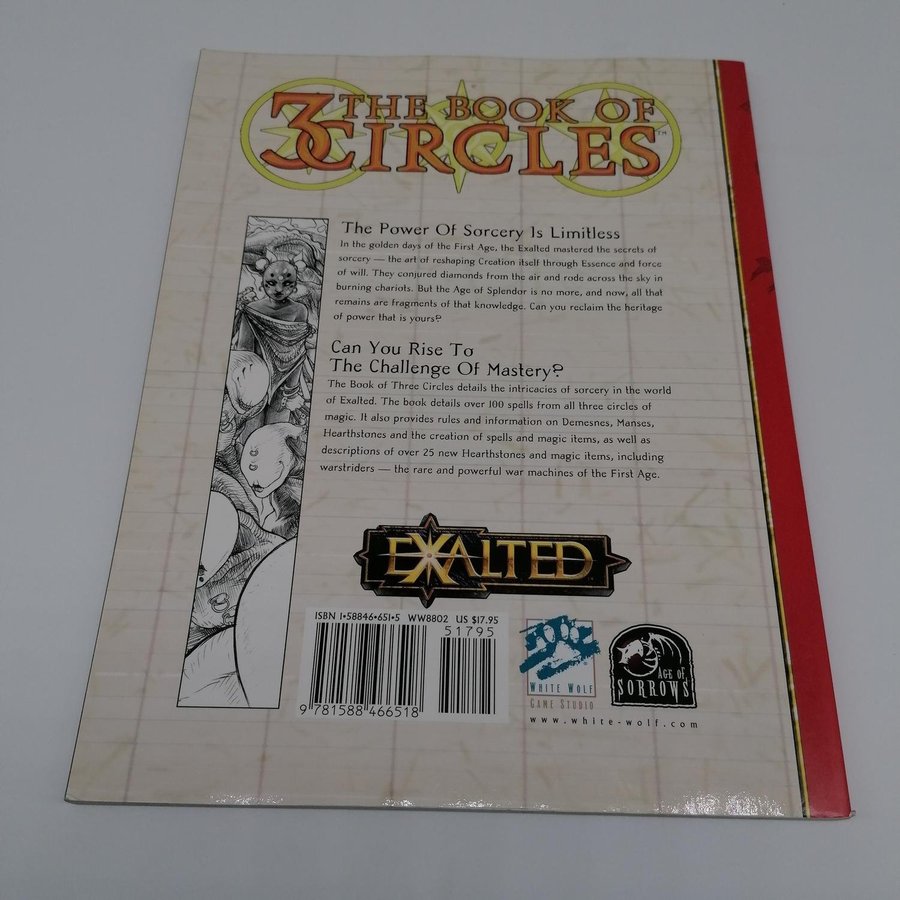 3 THE BOOK OF
CIRCLES™
The Power Of Sorcery Is Limitless
In the golden days of the First Age, the Exalted mastered the secrets of
sorcery — the art of reshaping Creation itself through Essence and force
of will. They conjured diamonds from the air and rode across the sky in
burning chariots. But the Age of Splendor is no more, and now, all that
remains are fragments of that knowledge. Can you reclaim the heritage
of power that is yours?
Can You Rise To
The Challenge Of Mastery?
The Book of Three Circles details the intricacies of sorcery in the world
of Exalted. The book details over 100 spells from all three circles of
magic. It also provides rules and information on Demesnes, Manses,
Hearthstones and the creation of spells and magic items, as well as
descriptions of over 25 new Hearthstones and magic items, including
warstriders — the rare and powerful war machines of the First Age.
EXALTED
ISBN 1•58846•651•5 WW8802 US $17.95
51795
9 781588 466518
WHITE WOLF
GAME STUDIO
AGE OF
SORROWS
www.white-wolf.com